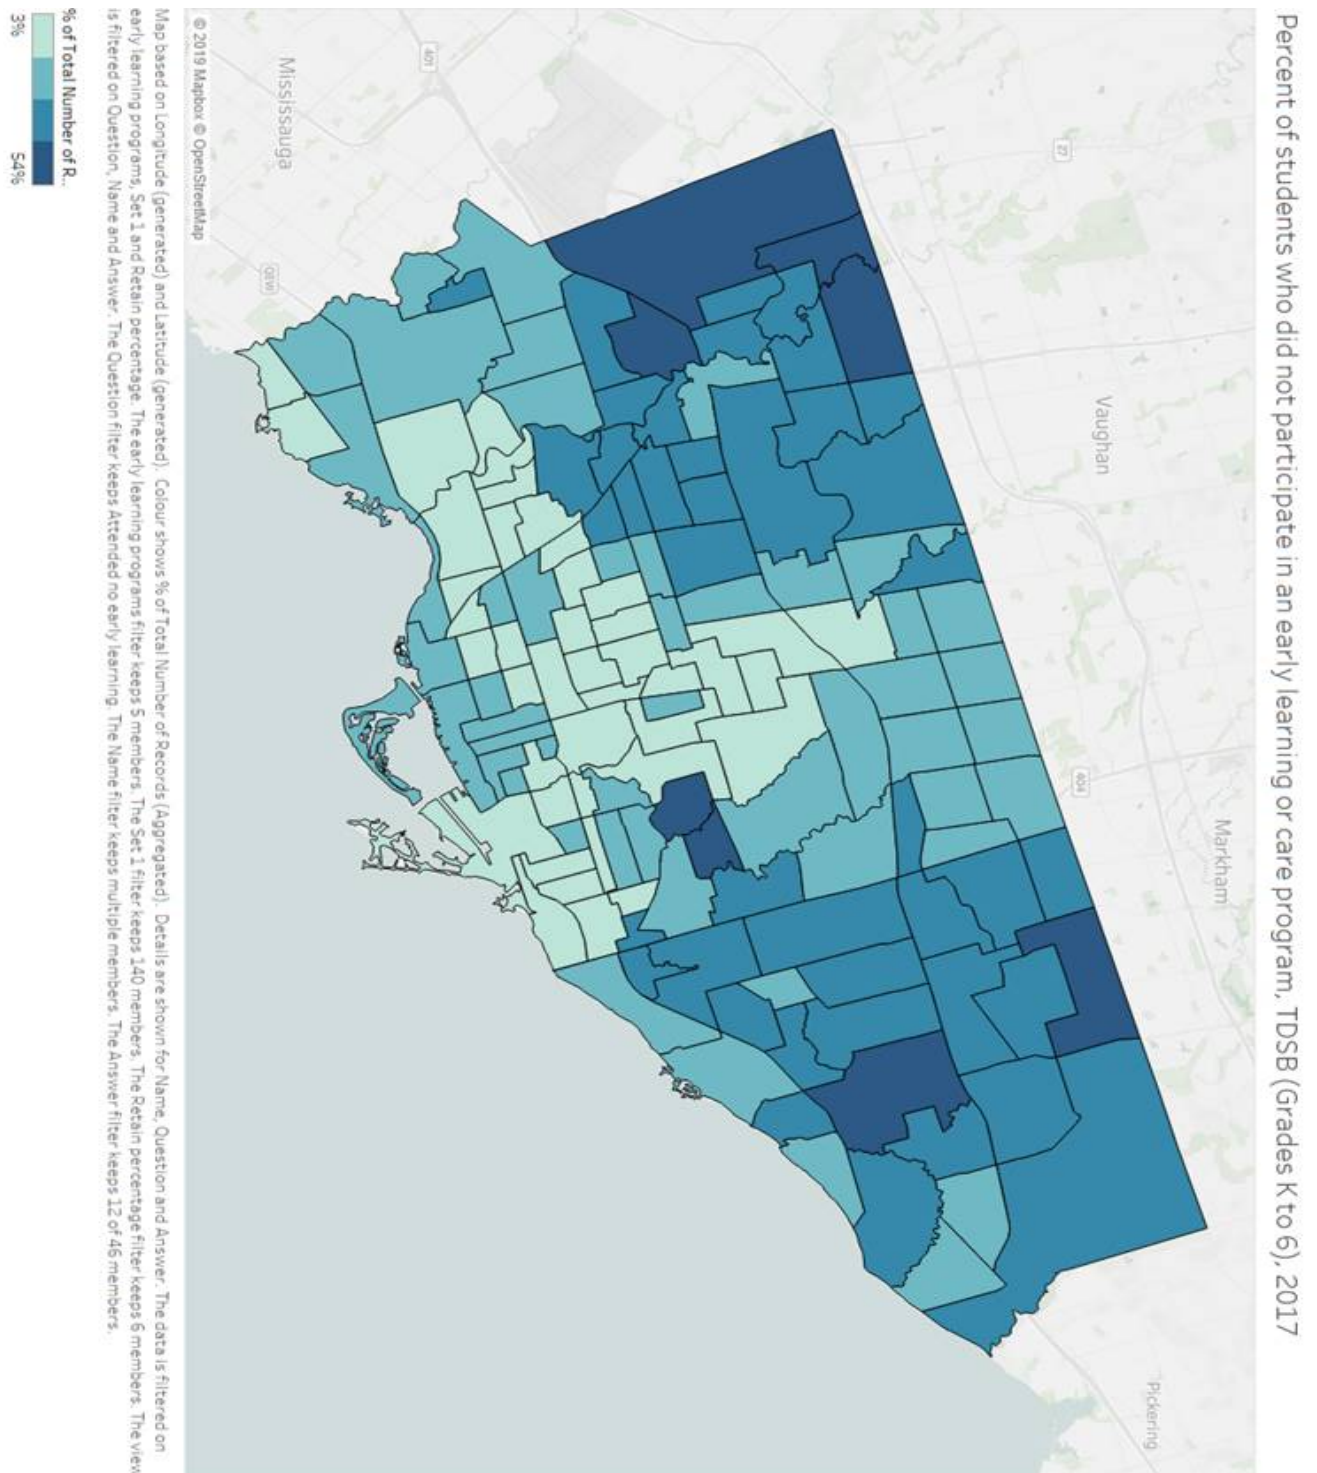 Percent of students who did not participate in an early learning or care program, TDSB (Grades K to 6), 2017
27
Vaughan
Markham
404
Pickering
401
Mississauga
QEW
© 2019 Mapbox © OpenStreetMap
Map based on Longitude (generated) and Latitude (generated). Colour shows % of Total Number of Records (Aggregated). Details are shown for Name, Question and Answer. The data is filtered on
early learning programs, Set 1 and Retain percentage. The early learning programs filter keeps 5 members. The Set 1 filter keeps 140 members. The Retain percentage filter keeps 6 members. The view
is filtered on Question, Name and Answer. The Question filter keeps Attended no early learning. The Name filter keeps multiple members. The Answer filter keeps 12 of 46 members.
% of Total Number of R..
3% 54%